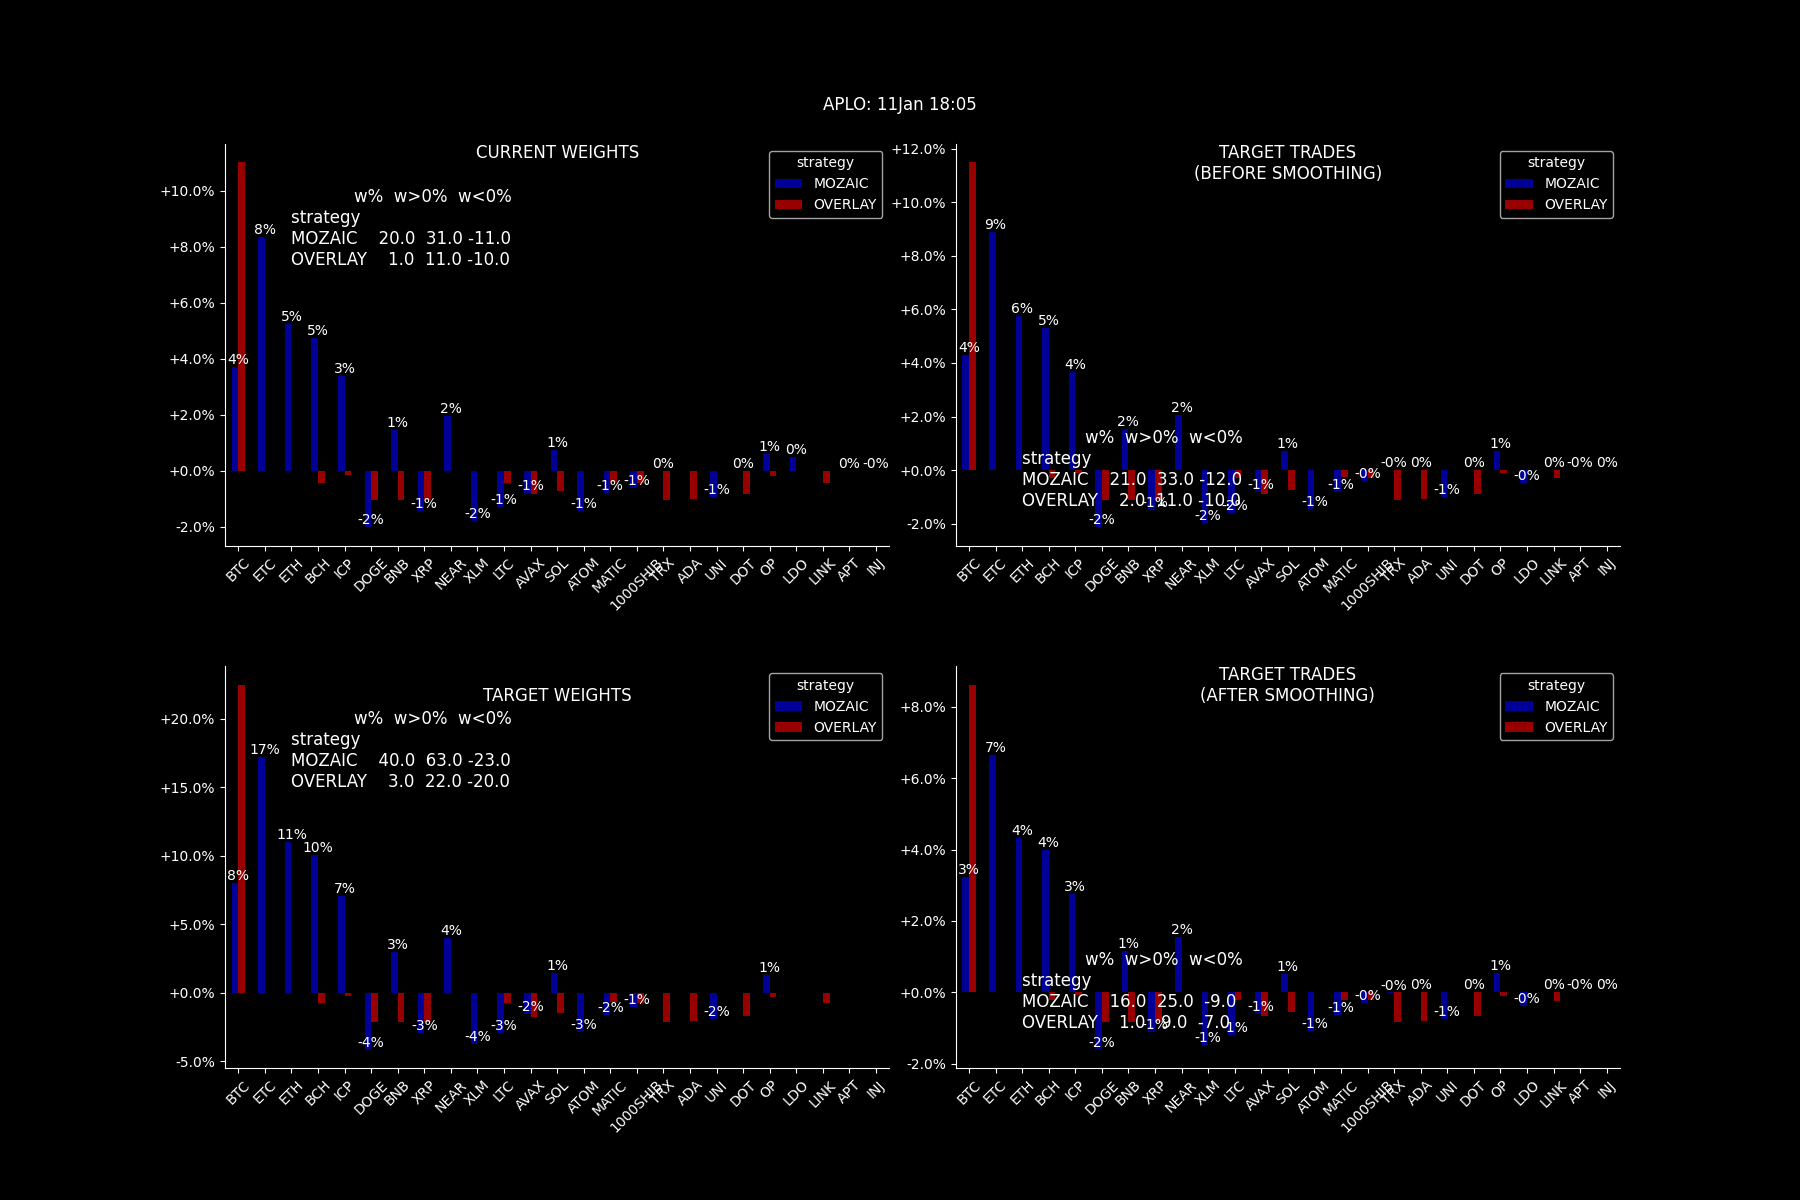 APLO: 11Jan 18:05
CURRENT WEIGHTS
strategy
MOZAIC
OVERLAY
w%  w>0%  w<0%
strategy
MOZAIC    20.0  31.0 -11.0
OVERLAY    1.0  11.0 -10.0
+10.0%
+8.0%
+6.0%
+4.0%
+2.0%
+0.0%
-2.0%
4% 8% 5% 5% 3% -2% 1% -1% 2% -2% -1% -1% 1% -1% -1% -1% 0% -1% 0% 1% 0% 0% -0%
BTC ETC ETH BCH ICP DOGE BNB XRP NEAR XLM LTC AVAX SOL ATOM MATIC 1000SHIB TRX ADA UNI DOT OP LDO LINK APT INJ
TARGET TRADES
(BEFORE SMOOTHING)
strategy
MOZAIC
OVERLAY
+12.0%
+10.0%
+8.0%
+6.0%
+4.0%
+2.0%
+0.0%
-2.0%
4% 9% 6% 5% 4% -2% 2% -1% 2% -2% -2% -1% 1% -1% -1% -0% -0% 0% -1% 0% 1% -0% 0% -0% 0%
w%  w>0%  w<0%
strategy
MOZAIC    21.0  33.0 -12.0
OVERLAY    2.0  11.0 -10.0
BTC ETC ETH BCH ICP DOGE BNB XRP NEAR XLM LTC AVAX SOL ATOM MATIC 1000SHIB TRX ADA UNI DOT OP LDO LINK APT INJ
TARGET WEIGHTS
strategy
MOZAIC
OVERLAY
w%  w>0%  w<0%
strategy
MOZAIC    40.0  63.0 -23.0
OVERLAY    3.0  22.0 -20.0
+20.0%
+15.0%
+10.0%
+5.0%
+0.0%
-5.0%
8% 17% 11% 10% 7% -4% 3% -3% 4% -4% -3% -2% 1% -3% -2% -1% -2% 1%
BTC ETC ETH BCH ICP DOGE BNB XRP NEAR XLM LTC AVAX SOL ATOM MATIC 1000SHIB TRX ADA UNI DOT OP LDO LINK APT INJ
TARGET TRADES
(AFTER SMOOTHING)
strategy
MOZAIC
OVERLAY
+8.0%
+6.0%
+4.0%
+2.0%
+0.0%
-2.0%
3% 7% 4% 4% 3% -2% 1% -1% 2% -1% -1% -1% 1% -1% -1% -0% -0% 0% -1% 0% 1% -0% 0% -0% 0%
w%  w>0%  w<0%
strategy
MOZAIC    16.0  25.0  -9.0
OVERLAY    1.0  9.0  -7.0
BTC ETC ETH BCH ICP DOGE BNB XRP NEAR XLM LTC AVAX SOL ATOM MATIC 1000SHIB TRX ADA UNI DOT OP LDO LINK APT INJ